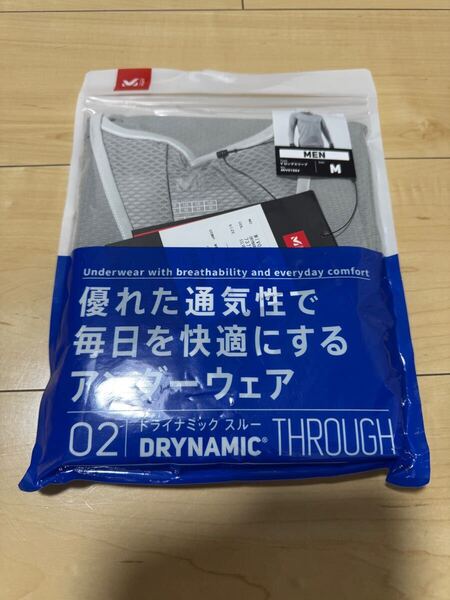 MEN
M
Underwear with breathability and everyday comfort
優れた通気性で
毎日を快適にする
アンダーウェア
02 ドライナミック スルー
DRYNAMIC® THROUGH